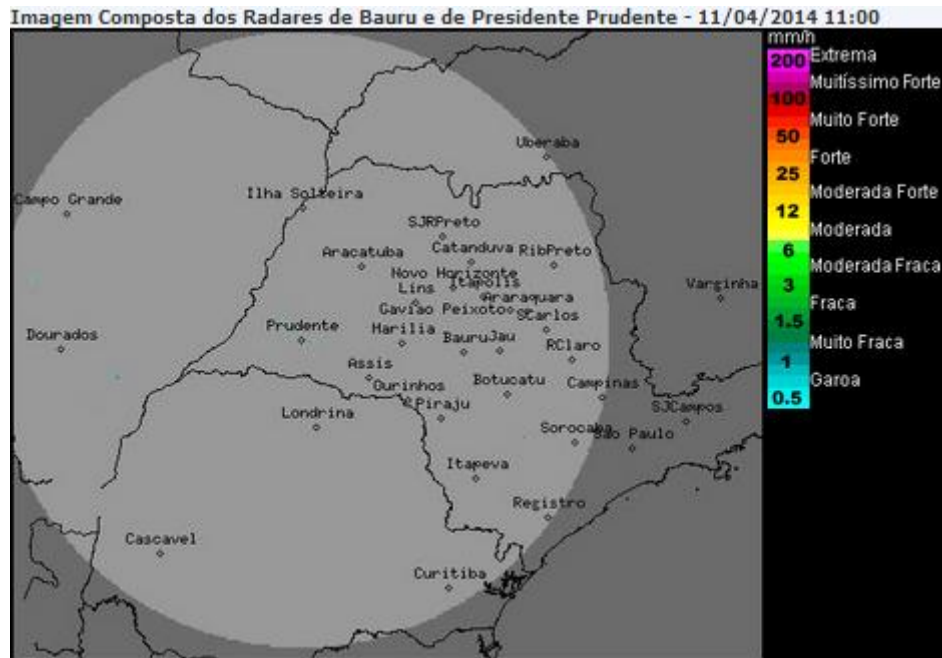 Imagem Composta dos Radares de Bauru e de Presidente Prudente - 11/04/2014 11:00
mm/h
200 Extrema
Muitíssimo Forte
100
Muito Forte
50
Forte
25
Moderada Forte
12
Moderada
6
Moderada Fraca
3
Fraca
1.5
Muito Fraca
1
Garoa
0.5
Uberaba
Campo Grande
Ilha Solteira
SJRPreto
Aracatuba
Catanduva
RibPreto
Novo Horizonte
Lins
Itapolis
Varginha
Araraquara
Gaviao Peixoto
SCarlos
Dourados
Prudente
Marilia
Bauru
Jau
RClaro
Assis
Ourinhos
Botucatu
Campinas
Londrina
Piraju
SJCampos
Sorocaba
São Paulo
Itapeva
Registro
Cascavel
Curitiba